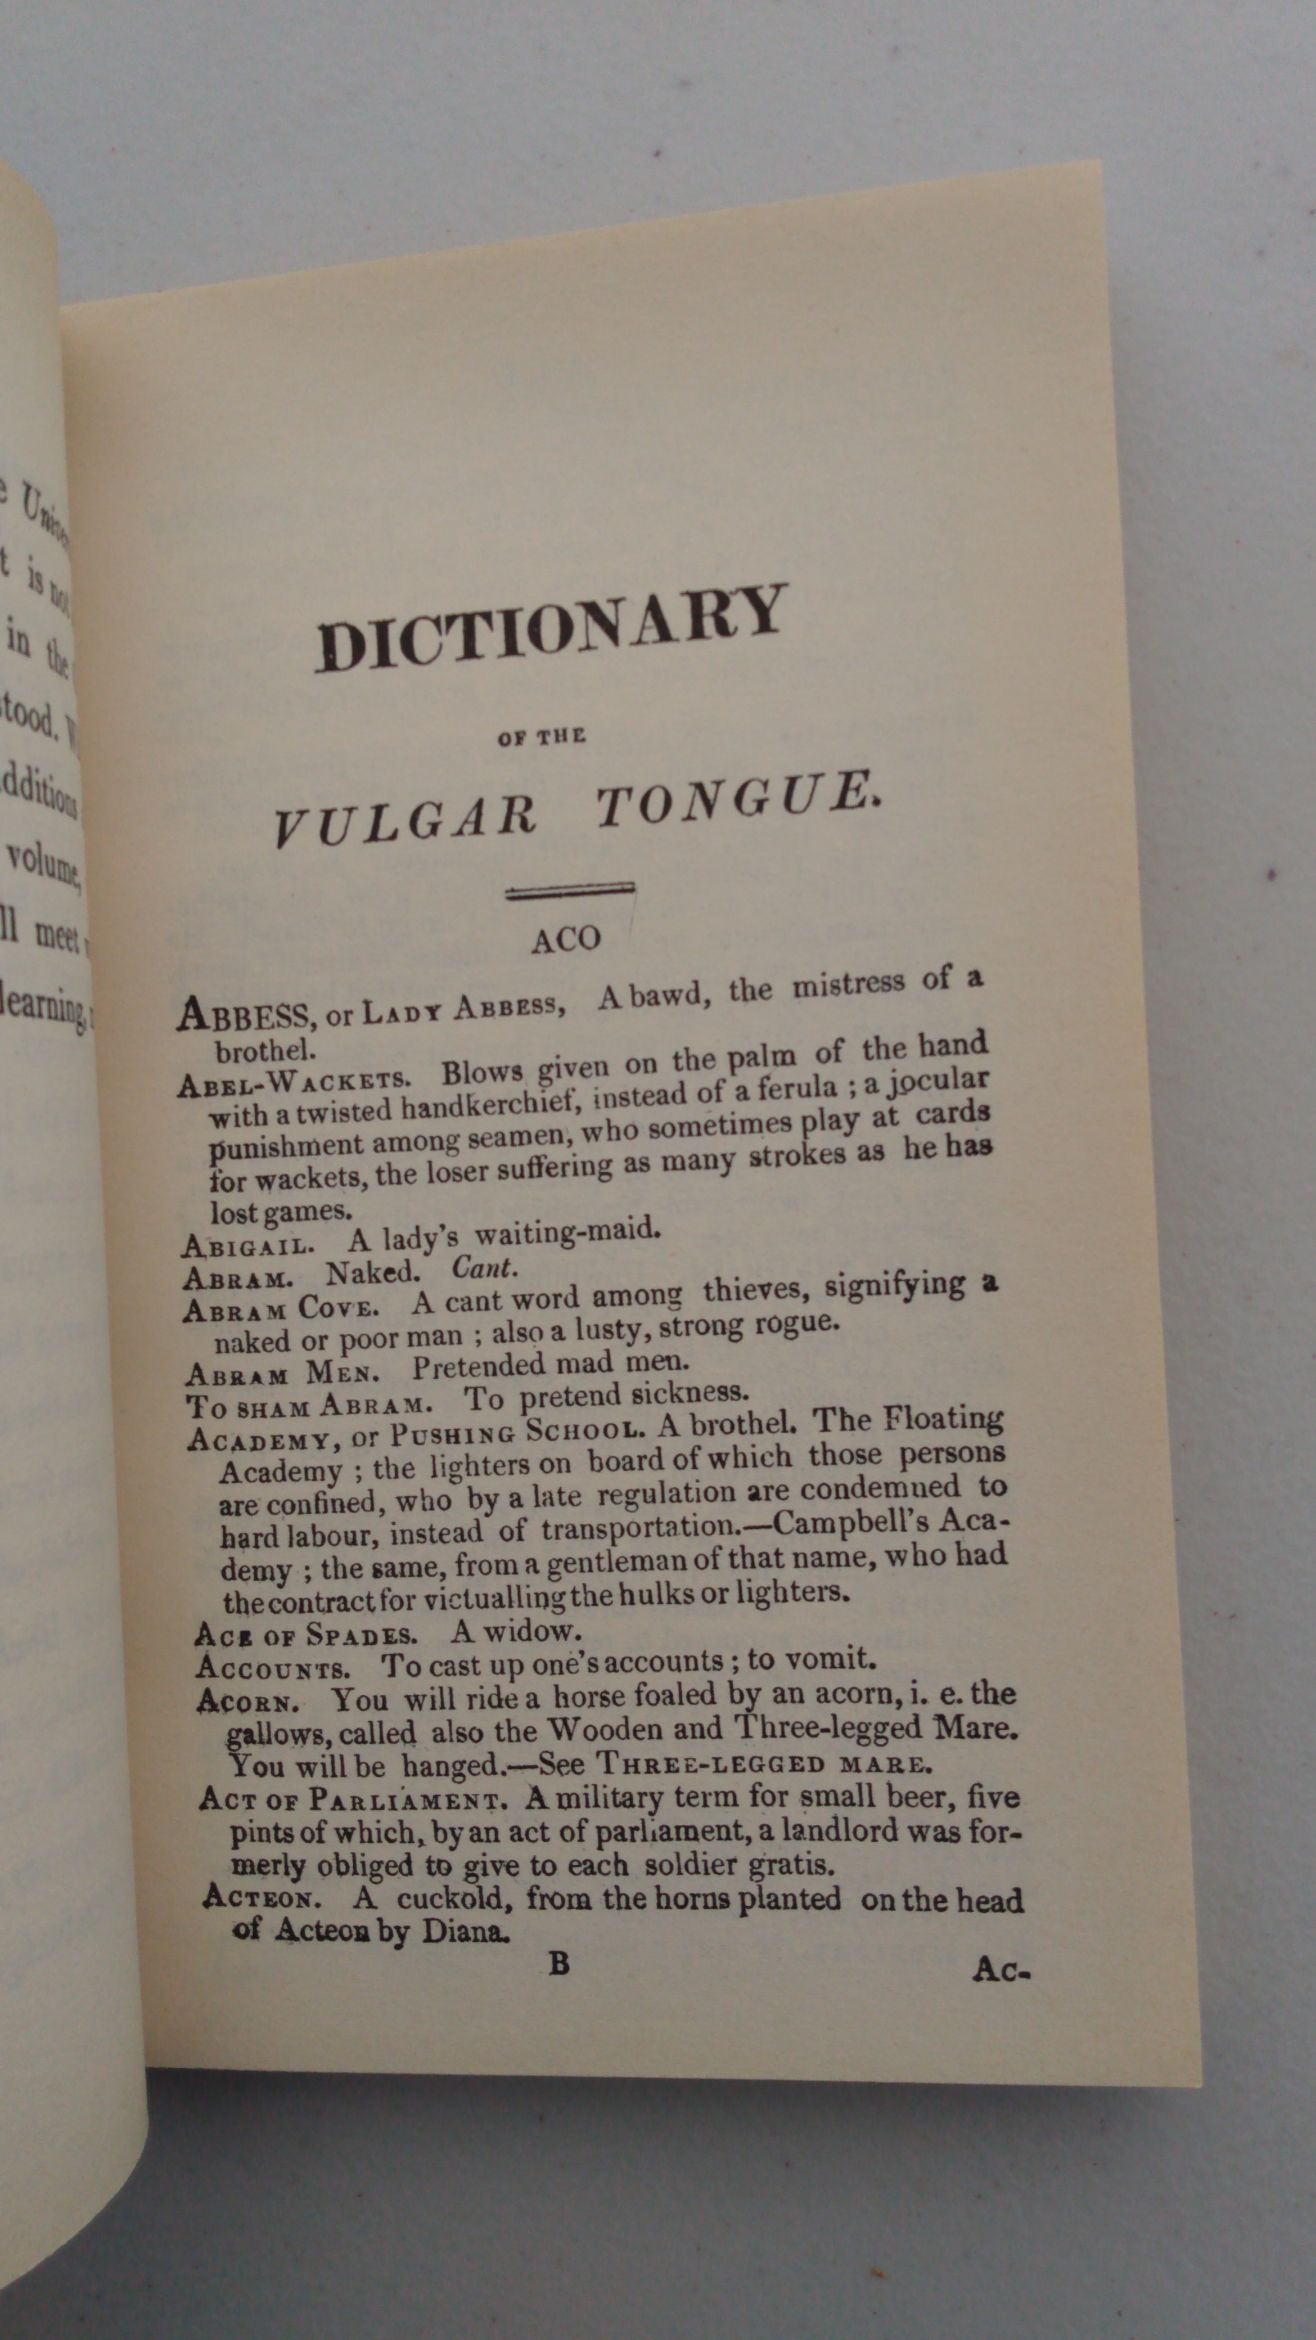 Univ
t is no
in the
tood.
dditions
volume,
ll meet
learning,
DICTIONARY
OF THE
VULGAR TONGUE.
ACO
ABBESS, or LADY ABBESS, A bawd, the mistress of a
brothel.
ABEL-WACKETS. Blows given on the palm of the hand
with a twisted handkerchief, instead of a ferula ; a jocular
punishment among seamen, who sometimes play at cards
for wackets, the loser suffering as many strokes as he has
lost games.
ABIGAIL. A lady's waiting-maid.
ABRAM. Naked. Cant.
ABRAM COVE. A cant word among thieves, signifying a
naked or poor man ; also a lusty, strong rogue.
ABRAM MEN. Pretended mad men.
TO SHAM ABRAM. To pretend sickness.
ACADEMY, or PUSHING SCHOOL. A brothel. The Floating
Academy ; the lighters on board of which those persons
are confined, who by a late regulation are condemned to
hard labour, instead of transportation.—Campbell's Aca-
demy ; the same, from a gentleman of that name, who had
the contract for victualling the hulks or lighters.
ACE OF SPADES. A widow.
ACCOUNTS. To cast up one's accounts ; to vomit.
ACORN. You will ride a horse foaled by an acorn, i. e. the
gallows, called also the Wooden and Three-legged Mare.
You will be hanged.—See THREE-LEGGED MARE.
ACT OF PARLIAMENT. A military term for small beer, five
pints of which, by an act of parliament, a landlord was for-
merly obliged to give to each soldier gratis.
ACTEON. A cuckold, from the horns planted on the head
of Acteon by Diana.
B Ac-